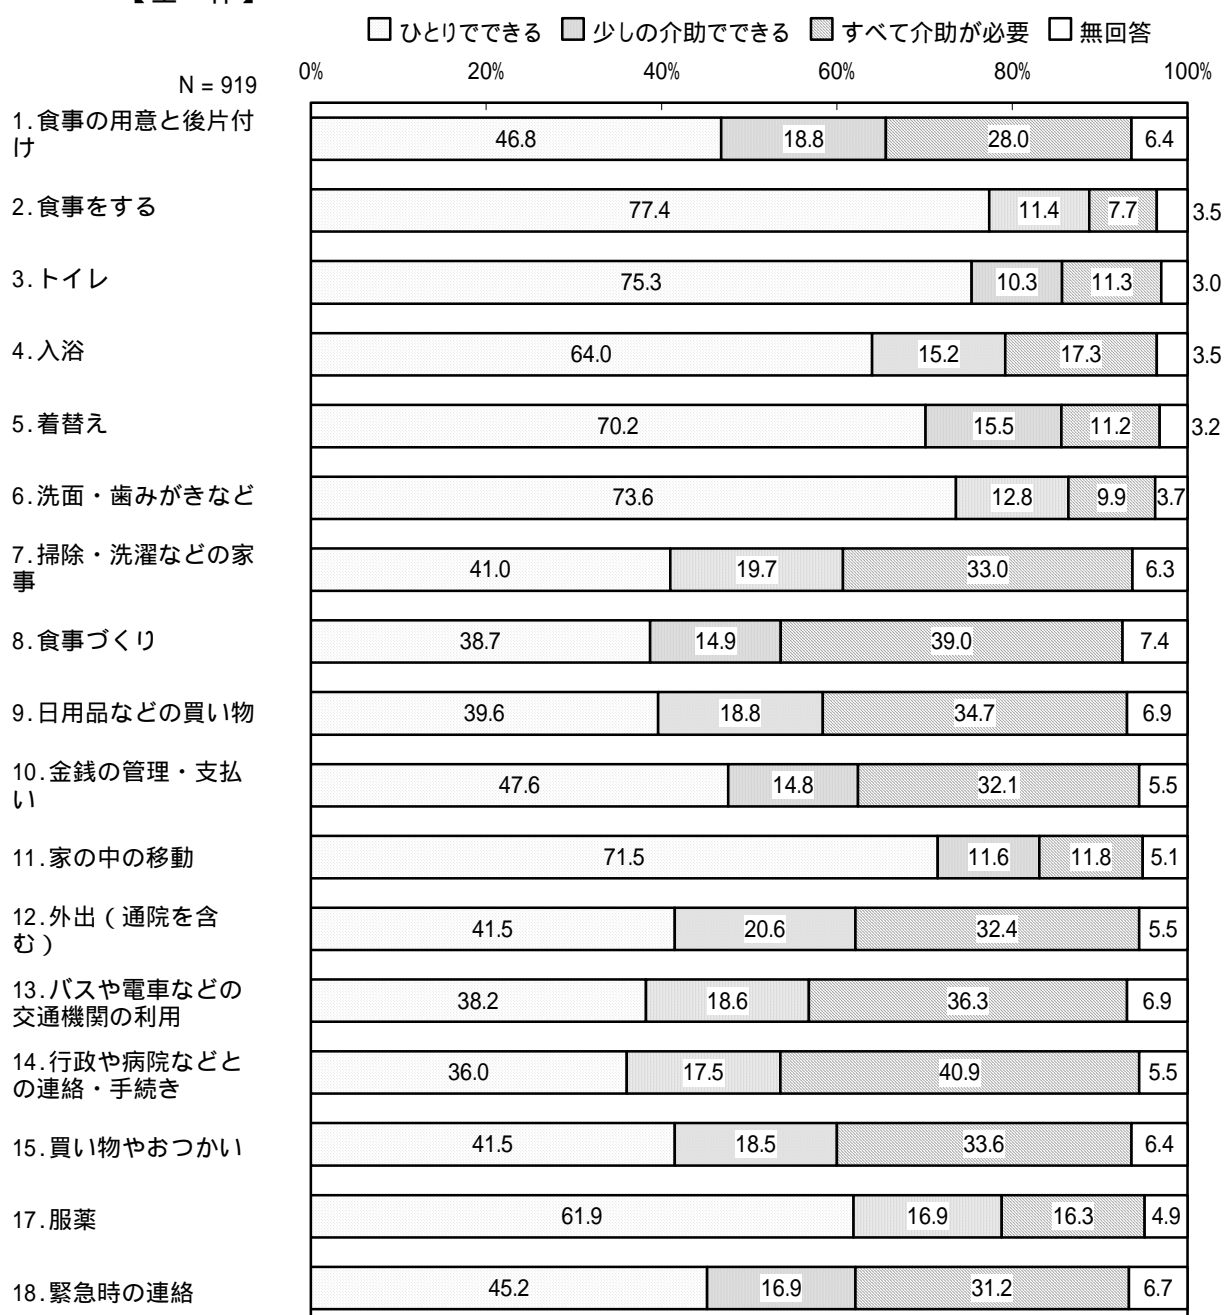 ひとりでできる 少しの介助でできる すべて介助が必要 無回答
N = 919
0% 20% 40% 60% 80% 100%
1.食事の用意と後片付
け
46.8 18.8 28.0 6.4
2.食事をする
77.4 11.4 7.7 3.5
3.トイレ
75.3 10.3 11.3 3.0
4.入浴
64.0 15.2 17.3 3.5
5.着替え
70.2 15.5 11.2 3.2
6.洗面・歯みがきなど
73.6 12.8 9.9 3.7
7.掃除・洗濯などの家
事
41.0 19.7 33.0 6.3
8.食事づくり
38.7 14.9 39.0 7.4
9.日用品などの買い物
39.6 18.8 34.7 6.9
10.金銭の管理・支払
い
47.6 14.8 32.1 5.5
11.家の中の移動
71.5 11.6 11.8 5.1
12.外出(通院を含
む)
41.5 20.6 32.4 5.5
13.バスや電車などの
交通機関の利用
38.2 18.6 36.3 6.9
14.行政や病院などと
の連絡・手続き
36.0 17.5 40.9 5.5
15.買い物やおつかい
41.5 18.5 33.6 6.4
17.服薬
61.9 16.9 16.3 4.9
18.緊急時の連絡
45.2 16.9 31.2 6.7